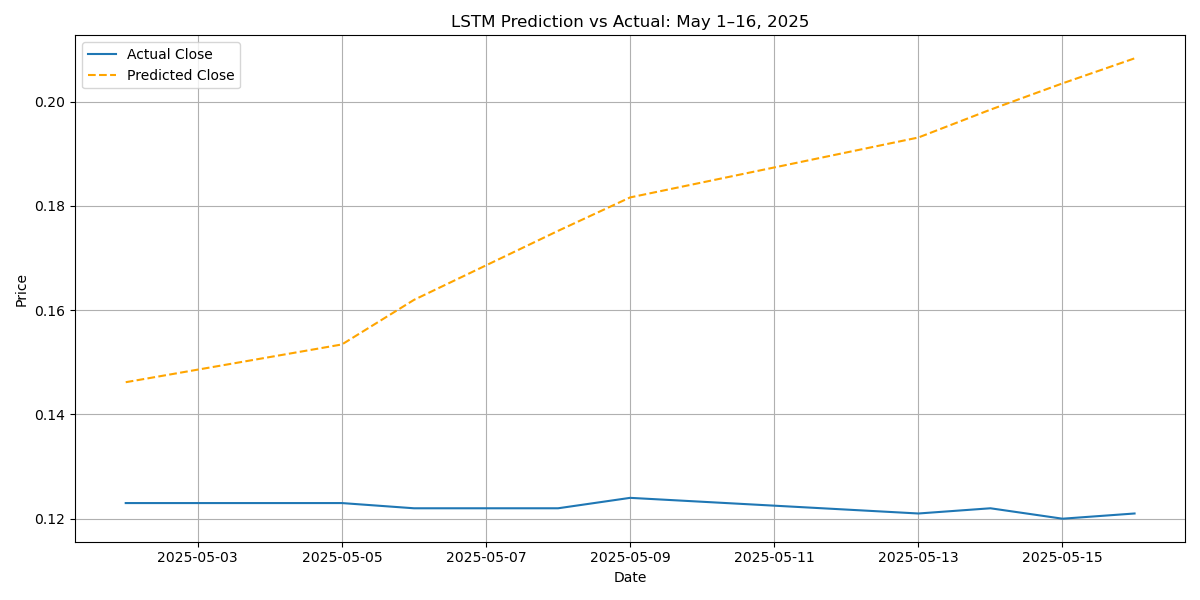 LSTM Prediction vs Actual: May 1–16, 2025
Actual Close
Predicted Close
0.20
0.18
0.16
0.14
0.12
Price
2025-05-03 2025-05-05 2025-05-07 2025-05-09 2025-05-11 2025-05-13 2025-05-15
Date